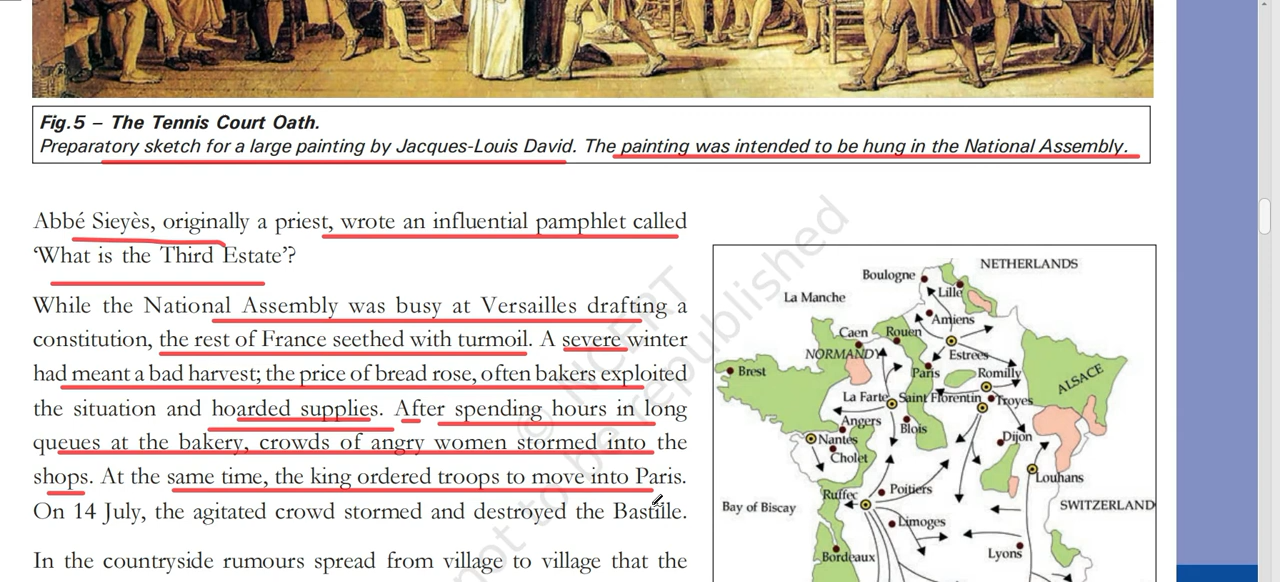 Fig.5 – The Tennis Court Oath.
Preparatory sketch for a large painting by Jacques-Louis David. The painting was intended to be hung in the National Assembly.
Abbé Sieyès, originally a priest, wrote an influential pamphlet called
‘What is the Third Estate’?
While the National Assembly was busy at Versailles drafting a
constitution, the rest of France seethed with turmoil. A severe winter
had meant a bad harvest; the price of bread rose, often bakers exploited
the situation and hoarded supplies. After spending hours in long
queues at the bakery, crowds of angry women stormed into the
shops. At the same time, the king ordered troops to move into Paris.
On 14 July, the agitated crowd stormed and destroyed the Bastille.
In the countryside rumours spread from village to village that the
© NCERT
not to be republished
NETHERLANDS
Boulogne
Lille
La Manche
Amiens
Caen
Rouen
NORMANDY
Estrees
Brest
Paris
Romilly
ALSACE
La Farte
Saint Florentin
Troyes
Angers
Blois
Nantes
Dijon
Cholet
Louhans
Ruffec
Poitiers
Bay of Biscay
SWITZERLAND
Limoges
Lyons
Bordeaux